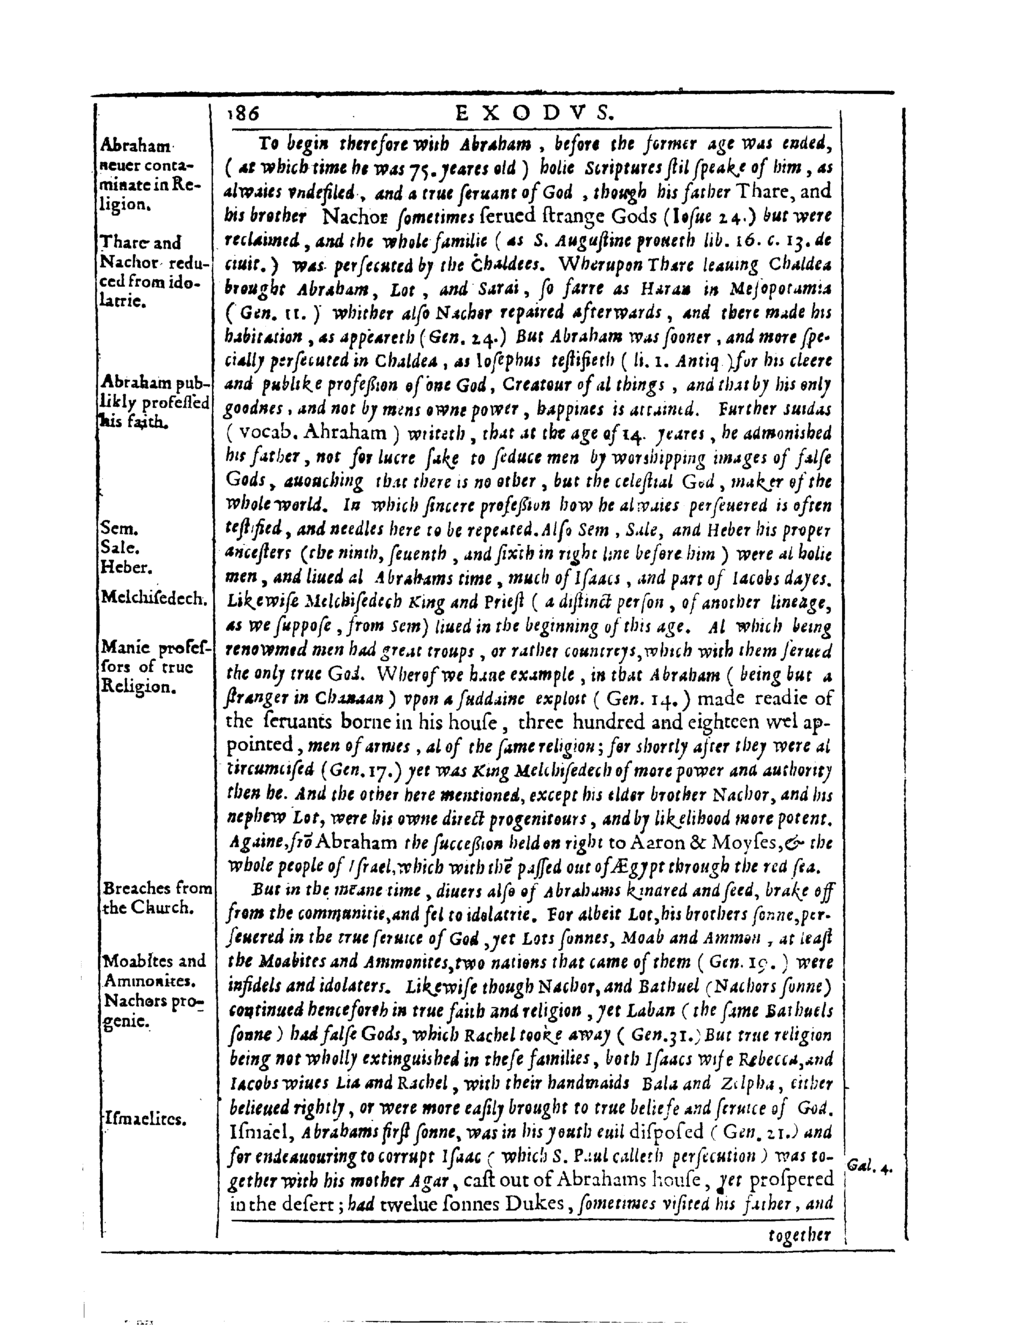 186 EXODVS.
Abraham
neuer conta-
minate in Re-
ligion.
To begin therefore with Abraham, before the former age was ended,
( at which time he was 75. yeares old ) holie Scriptures ſtil ſpeake of him, as
alwaies vndefiled, and a true ſeruant of God, though his father Thare, and
his brother Nachor ſometimes ſerued ſtrange Gods (Ioſue 24.) but were
Thare and
Nachor redu-
ced from ido-
latrie.
reclaimed, and the whole familie ( as S. Auguſtine proueth lib. 16. c. 13. de
ciuit. ) was perſecuted by the Chaldees. Wherupon Thare leauing Chaldea
brought Abraham, Lot, and Sarai, ſo farre as Haran in Meſopotamia
( Gen. 11. ) whither alſo Nachor repaired afterwards, and there made his
habitation, as appeareth (Gen. 24.) But Abraham was ſooner, and more ſpe-
cially perſecuted in Chaldea, as Ioſephus teſtifieth ( li. 1. Antiq. ) for his cleere
Abraham pub-
likly profeſſed
his faith.
and publike profeſſion of one God, Creatour of al things, and that by his only
goodnes, and not by mens owne power, happines is attained. Further Suidas
( vocab. Abraham ) writeth, that at the age of 14. yeares, he admonished
his father, not for lucre ſake to ſeduce men by worshipping images of falſe
Gods, auouching that there is no other, but the celeſtial God, maker of the
whole world. In which ſincere profeſſion how he alwaies perſeuered is often
Sem.
Sale.
Heber.
teſtified, and needles here to be repeated. Alſo Sem, Sale, and Heber his proper
anceſters (the ninth, ſeuenth, and ſixth in right line before him ) were al holie
men, and liued al Abrahams time, much of Iſaacs, and part of Iacobs dayes.
Melchiſedech.
Likewiſe Melchiſedech King and Prieſt ( a diſtinct perſon, of another lineage,
as we ſuppoſe, from Sem) liued in the beginning of this age. Al which being
Manie profeſ-
ſors of true
Religion.
renowmed men had great troups, or rather countreys, which with them ſerued
the only true God. Wherof we haue example, in that Abraham ( being but a
ſtranger in Chanaan ) vpon a ſuddaine exploit ( Gen. 14. ) made readie of
the ſeruants borne in his houſe, three hundred and eighteen wel ap-
pointed, men of armes, al of the ſame religion; for shortly after they were al
circumciſed (Gen. 17.) yet was King Melchiſedech of more power and authority
then he. And the other here mentioned, except his elder brother Nachor, and his
nephew Lot, were his owne direct progenitours, and by likelihood more potent.
Againe, frō Abraham the ſucceſſion held on right to Aaron & Moyſes, & the
whole people of Iſrael, which with thē paſſed out of Ægypt through the red ſea.
Breaches from
the Church.
But in the meane time, diuers alſo of Abrahams kinred and ſeed, brake off
from the communitie, and fel to idolatrie. For albeit Lot, his brothers ſonne, per-
ſeuered in the true ſeruice of God, yet Lots ſonnes, Moab and Ammon, at leaſt
Moabites and
Ammonites.
Nachors pro-
genie.
the Moabites and Ammonites, two nations that came of them ( Gen. 19. ) were
infidels and idolaters. Likewiſe though Nachor, and Bathuel (Nachors ſonne)
continued henceforth in true faith and religion, yet Laban ( the ſame Bathuels
ſonne ) had falſe Gods, which Rachel tooke away ( Gen. 31. ) But true religion
being not wholly extinguished in theſe families, both Iſaacs wife Rebecca, and
Iacobs wiues Lia and Rachel, with their handmaids Bala and Zelpha, either
Iſmaelites.
belieued rightly, or were more eaſily brought to true beliefe and ſeruice of God.
Iſmael, Abrahams firſt ſonne, was in his youth euil diſpoſed ( Gen. 21.) and
for endeauouring to corrupt Iſaac ( which S. Paul calleth perſecution ) was to-
Gal. 4.
gether with his mother Agar, caſt out of Abrahams houſe, yet proſpered
in the deſert; had twelue ſonnes Dukes, ſometimes viſited his father, and
together